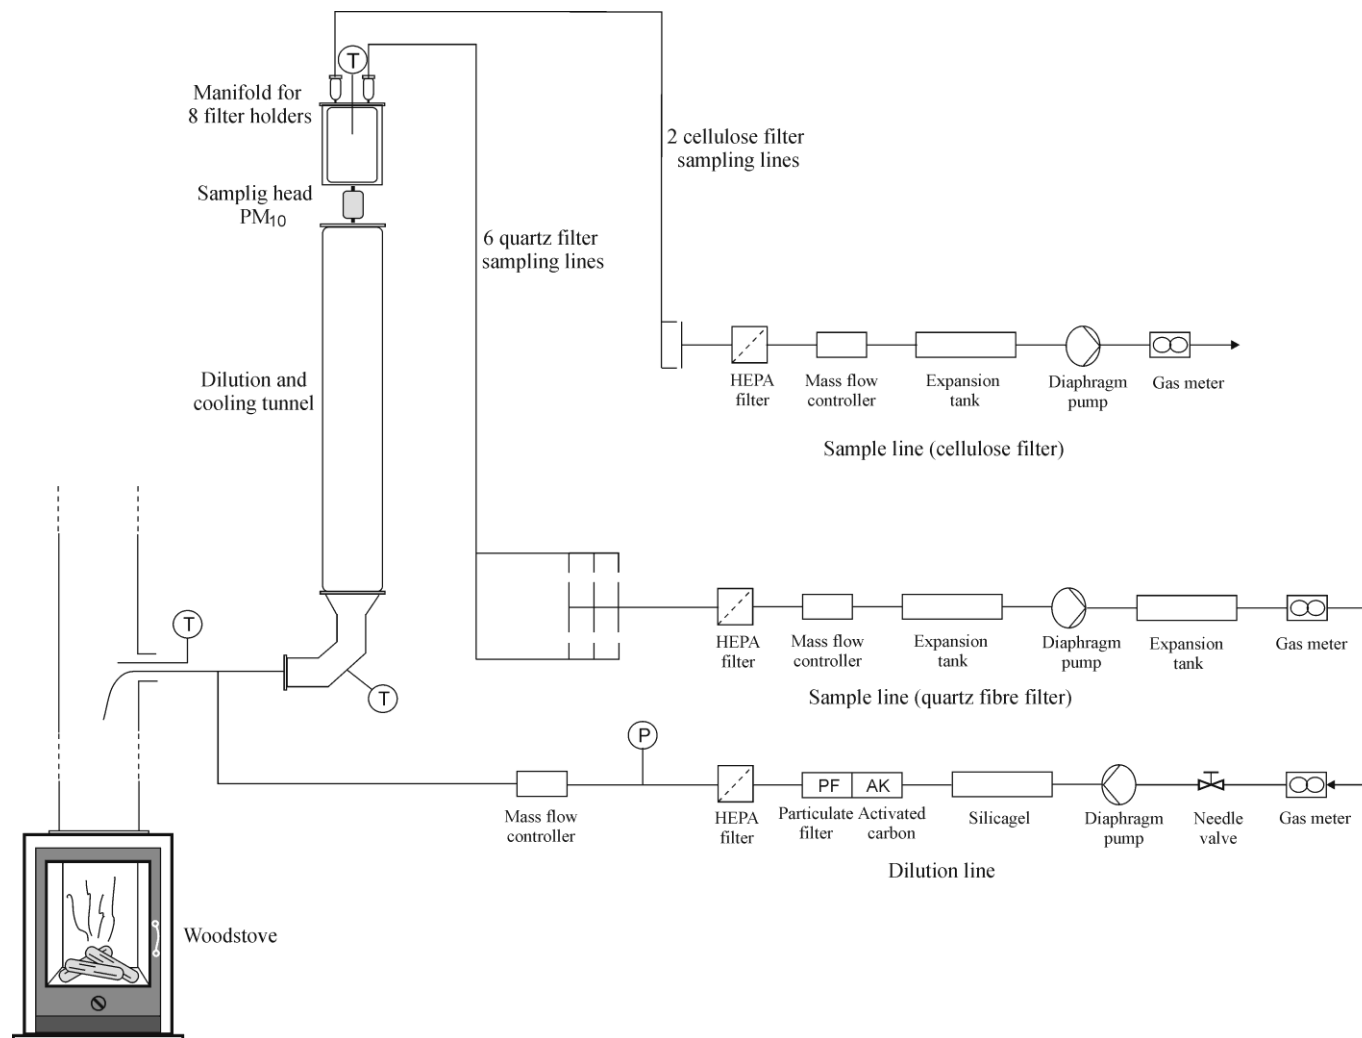 T
Manifold for
8 filter holders
2 cellulose filter
sampling lines
Samplig head
PM10
6 quartz filter
sampling lines
HEPA
filter
Mass flow
controller
Expansion
tank
Diaphragm
pump
Gas meter
Sample line (cellulose filter)
Dilution and
cooling tunnel
T
T
HEPA
filter
Mass flow
controller
Expansion
tank
Diaphragm
pump
Expansion
tank
Gas meter
Sample line (quartz fibre filter)
P
Mass flow
controller
HEPA
filter
PF
AK
Particulate
filter
Activated
carbon
Silicagel
Diaphragm
pump
Needle
valve
Gas meter
Dilution line
Woodstove